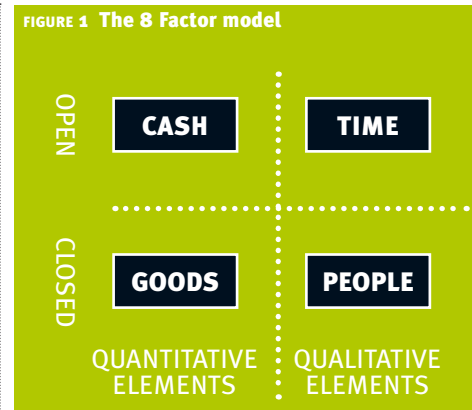 FIGURE 1 The 8 Factor model
OPEN
CASH
TIME
CLOSED
GOODS
PEOPLE
QUANTITATIVE
ELEMENTS
QUALITATIVE
ELEMENTS